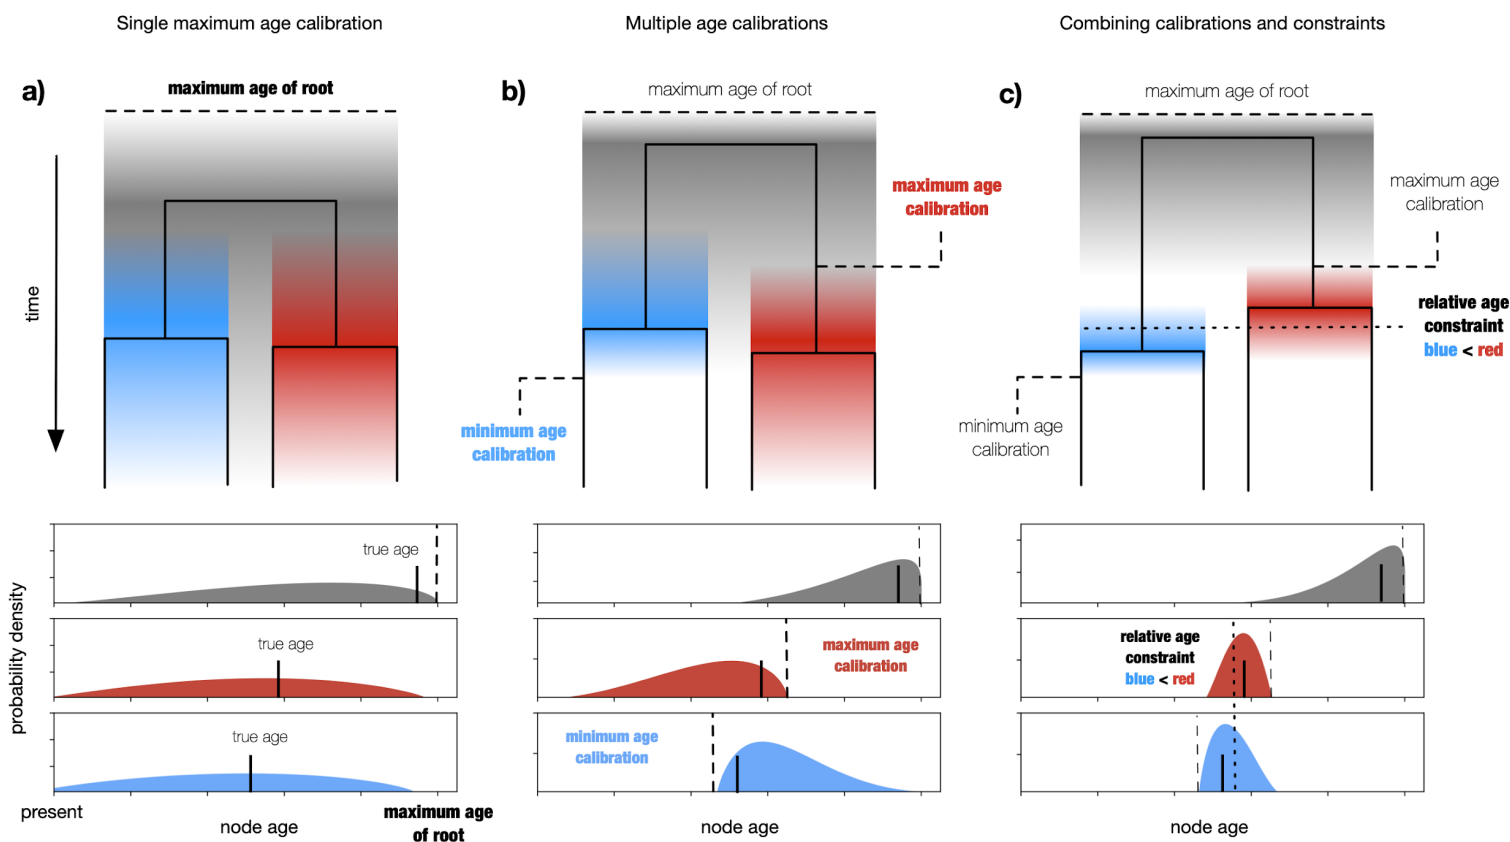 Single maximum age calibration
Multiple age calibrations
Combining calibrations and constraints
a)
maximum age of root
time
b)
maximum age of root
maximum age
calibration
minimum age
calibration
c)
maximum age of root
maximum age
calibration
relative age
constraint
blue < red
minimum age
calibration
probability density
true age
true age
true age
present
node age
maximum age
of root
maximum age
calibration
minimum age
calibration
node age
relative age
constraint
blue < red
node age